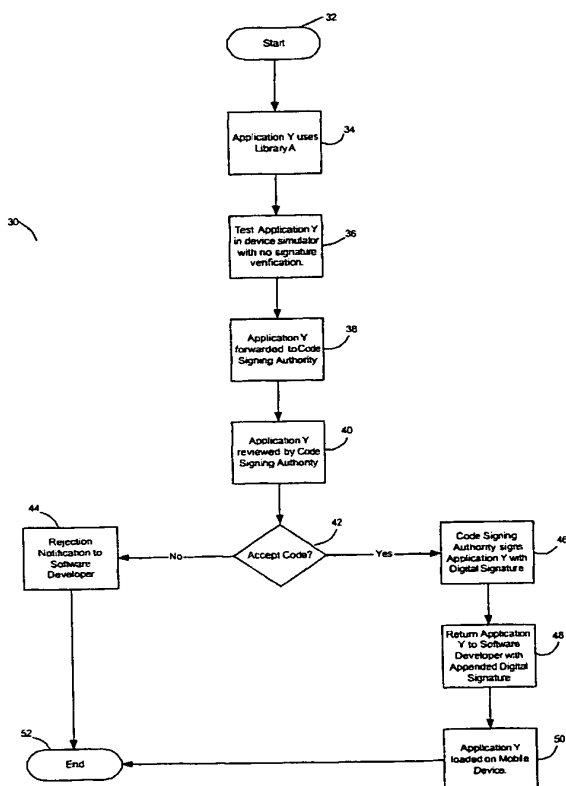 32
Start
Application Y uses
Library A
34
30
Test Application Y
in device simulator
with no signature
verification.
36
Application Y
forwarded to Code
Signing Authority
38
Application Y
reviewed by Code
Signing Authority
40
44
Rejection
Notification to
Software
Developer
No
42
Accept Code?
Yes
Code Signing
Authority signs
Application Y with
Digital Signature
46
Return Application
Y to Software
Developer with
Appended Digital
Signature
48
52
End
Application Y
loaded on Mobile
Device.
50